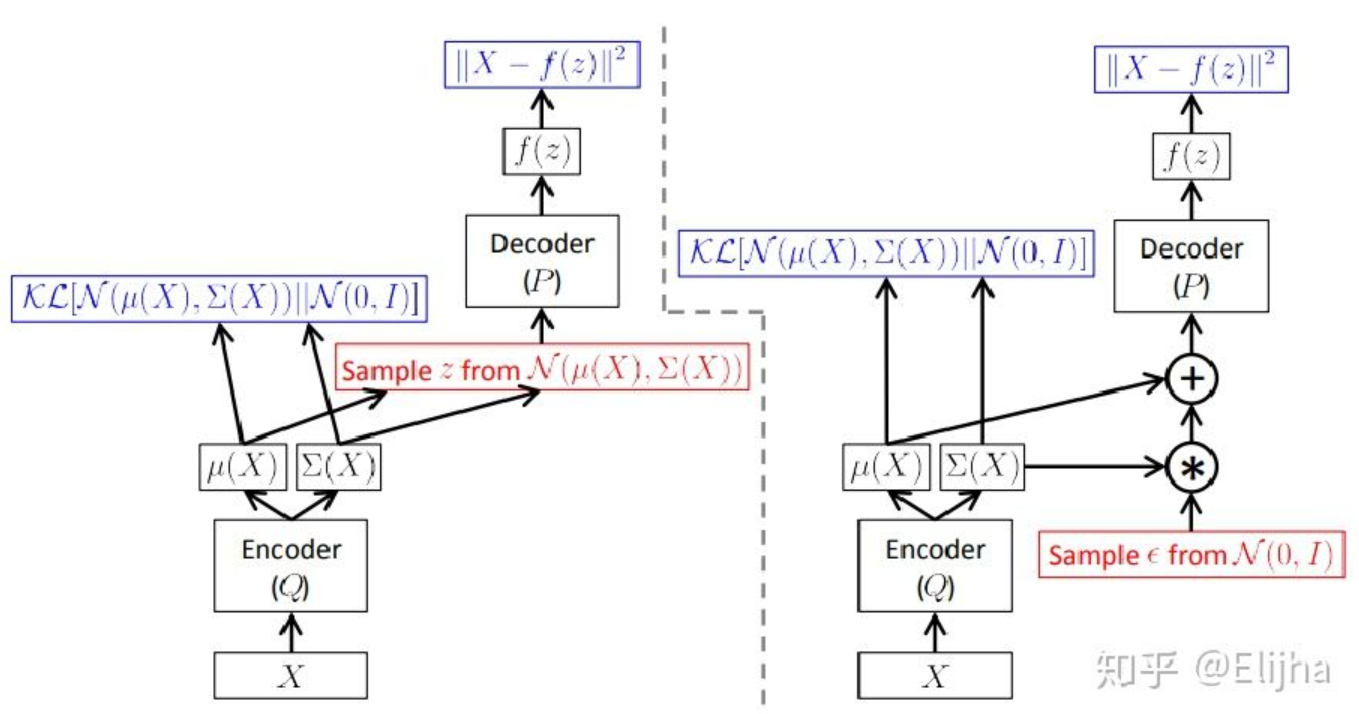 ‖X − f(z)‖²
f(z)
Decoder
(P)
𝒦ℒ[𝒩(μ(X), Σ(X))||𝒩(0, I)]
Sample z from 𝒩(μ(X), Σ(X))
μ(X) Σ(X)
Encoder
(Q)
X
‖X − f(z)‖²
f(z)
Decoder
(P)
𝒦ℒ[𝒩(μ(X), Σ(X))||𝒩(0, I)]
+
μ(X) Σ(X) *
Sample ϵ from 𝒩(0, I)
Encoder
(Q)
X
知乎 @Elijha